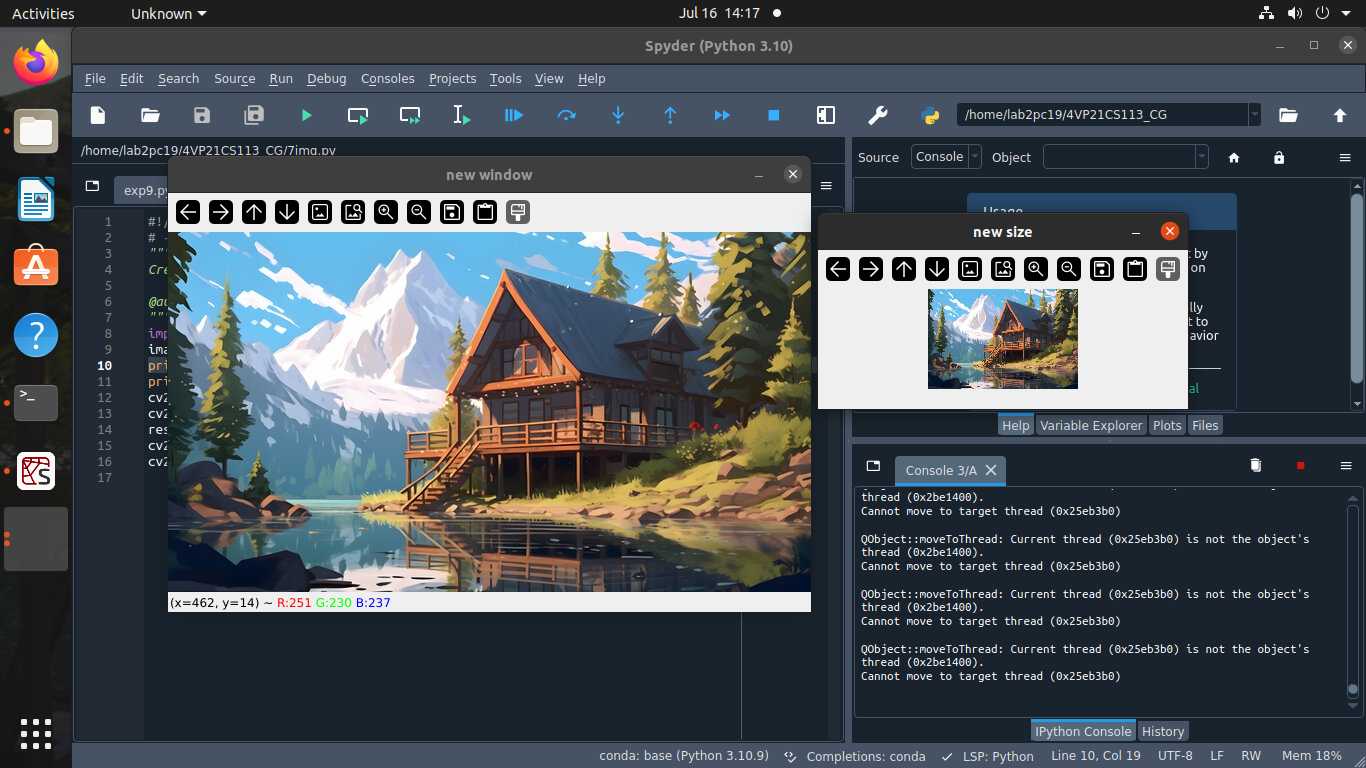 Activities
Unknown
Jul 16 14:17
Spyder (Python 3.10)
File Edit Search Source Run Debug Consoles Projects Tools View Help
/home/lab2pc19/4VP21CS113_CG
/home/lab2pc19/4VP21CS113_CG/7img.py
exp9.py
1 #!/
2 # -
3 """
4 Cre
5
6 @au
7 """
8 imp
9 ima
10 pri
11 pri
12 cv2
13 cv2
14 res
15 cv2
16 cv2
17
new window
(x=462, y=14) ~ R:251 G:230 B:237
Source Console Object
Usage
new size
by
on
lly
to
avior
al
Help Variable Explorer Plots Files
Console 3/A
thread (0x2be1400).
Cannot move to target thread (0x25eb3b0)
QObject::moveToThread: Current thread (0x25eb3b0) is not the object's
thread (0x2be1400).
Cannot move to target thread (0x25eb3b0)
QObject::moveToThread: Current thread (0x25eb3b0) is not the object's
thread (0x2be1400).
Cannot move to target thread (0x25eb3b0)
QObject::moveToThread: Current thread (0x25eb3b0) is not the object's
thread (0x2be1400).
Cannot move to target thread (0x25eb3b0)
IPython Console History
conda: base (Python 3.10.9) Completions: conda LSP: Python Line 10, Col 19 UTF-8 LF RW Mem 18%